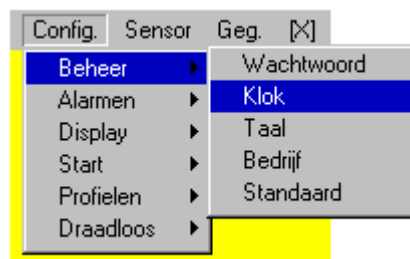 Config. Sensor Geg. [X]
Beheer
Alarmen
Display
Start
Profielen
Draadloos
Wachtwoord
Klok
Taal
Bedrijf
Standaard